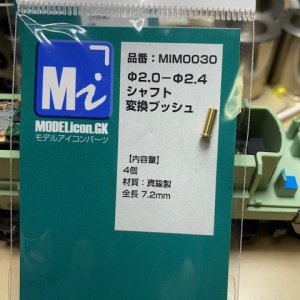 Mi
MODELicon.GK
モデルアイコンパーツ
品番：MIM0030
Φ2.0−Φ2.4
シャフト
変換ブッシュ
【内容量】
4個
材質：真鍮製
全長 7.2mm